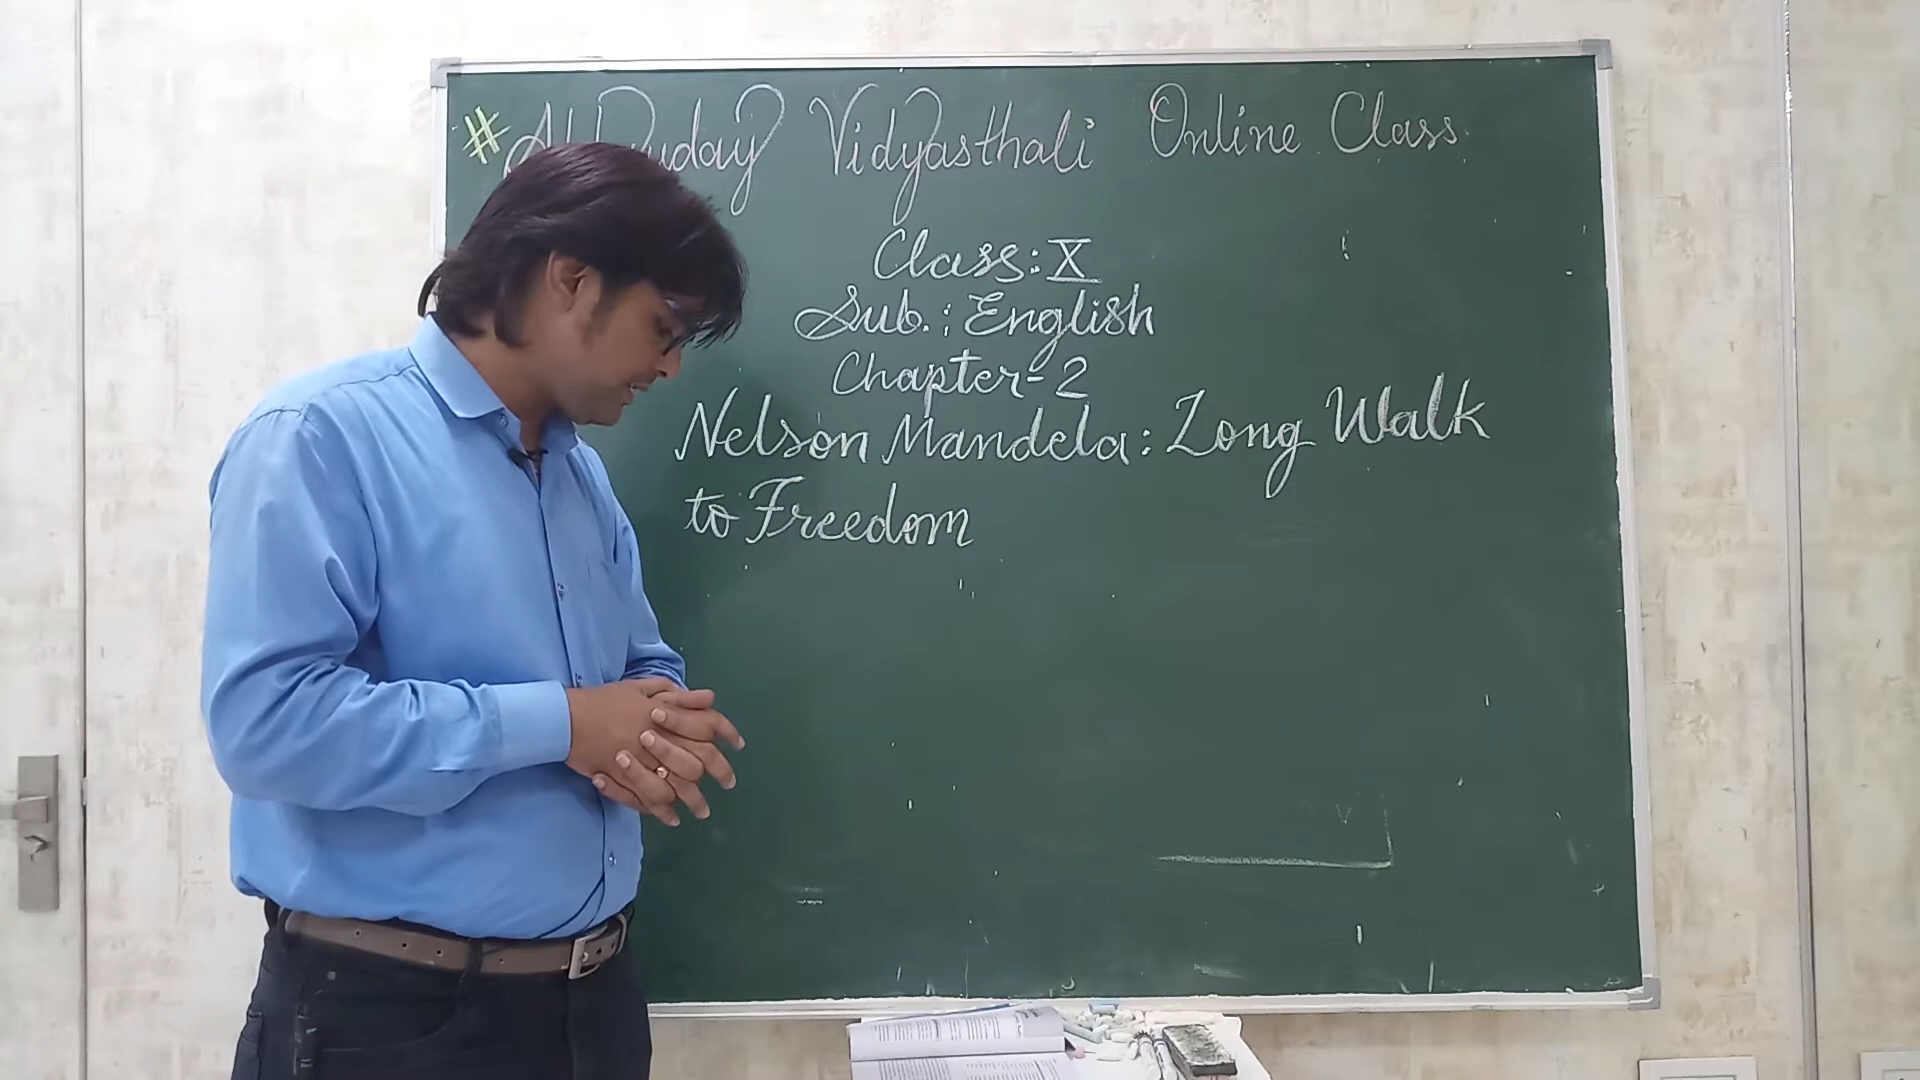 # Vidyasthali Online Class
Class: X
Sub.: English
Chapter-2
Nelson Mandela: Long Walk
to Freedom